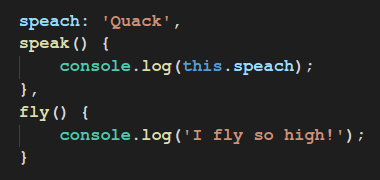 speach: 'Quack',
speak() {
    console.log(this.speach);
},
fly() {
    console.log('I fly so high!');
}